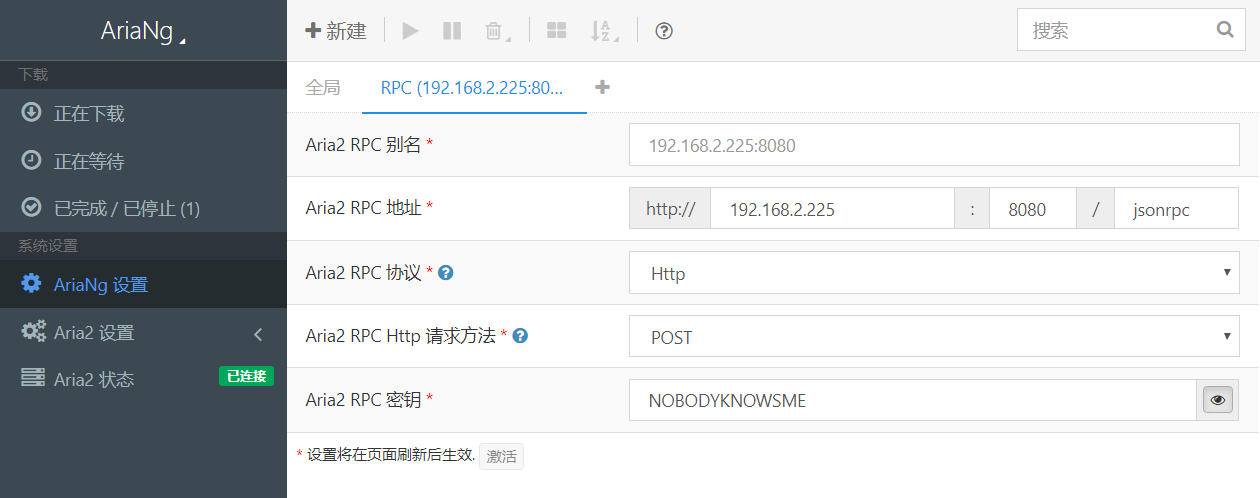 AriaNg
下载
正在下载
正在等待
已完成 / 已停止 (1)
系统设置
AriaNg 设置
Aria2 设置
Aria2 状态 已连接
新建
搜索
全局 RPC (192.168.2.225:80...
Aria2 RPC 别名 * 192.168.2.225:8080
Aria2 RPC 地址 * http:// 192.168.2.225 : 8080 / jsonrpc
Aria2 RPC 协议 * Http
Aria2 RPC Http 请求方法 * POST
Aria2 RPC 密钥 * NOBODYKNOWSME
* 设置将在页面刷新后生效. 激活